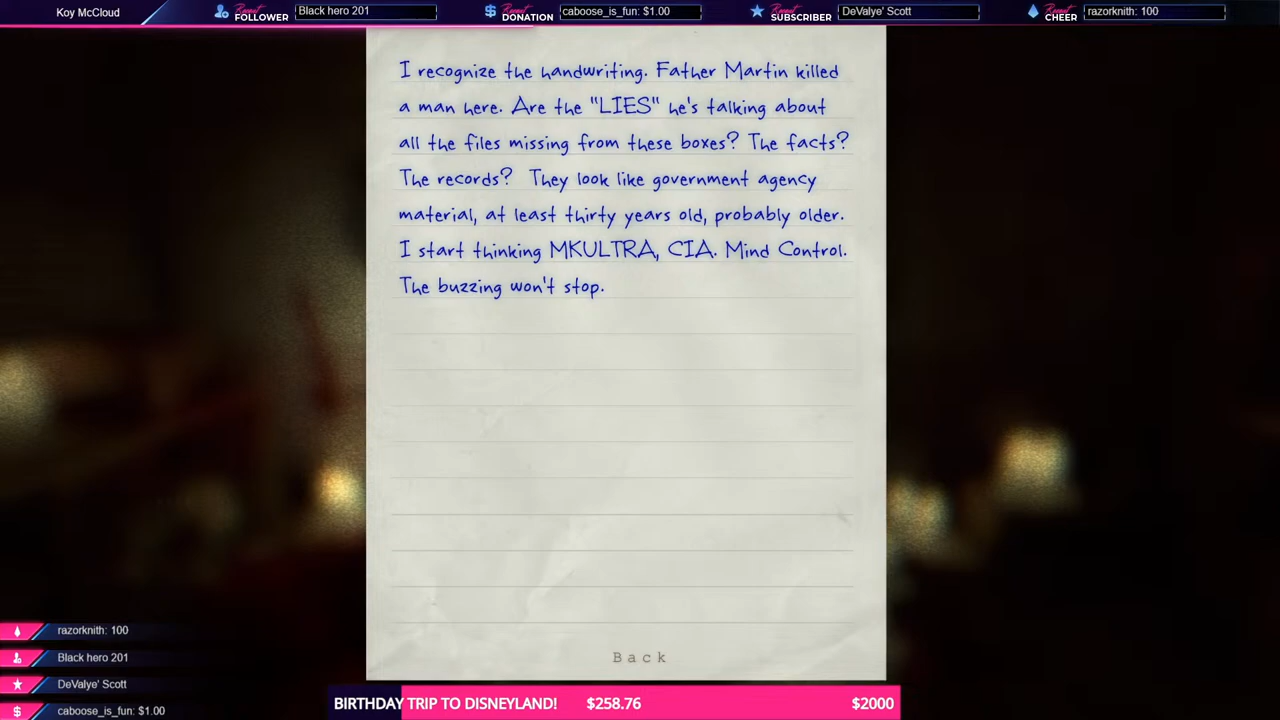 Koy McCloud
Recent FOLLOWER Black hero 201
Recent DONATION caboose_is_fun: $1.00
Recent SUBSCRIBER DeValye' Scott
Recent CHEER razorknith: 100
I recognize the handwriting. Father Martin killed
a man here. Are the "LIES" he's talking about
all the files missing from these boxes? The facts?
The records? They look like government agency
material, at least thirty years old, probably older.
I start thinking MKULTRA, CIA. Mind Control.
The buzzing won't stop.
Back
razorknith: 100
Black hero 201
DeValye' Scott
caboose_is_fun: $1.00
BIRTHDAY TRIP TO DISNEYLAND! $258.76 $2000